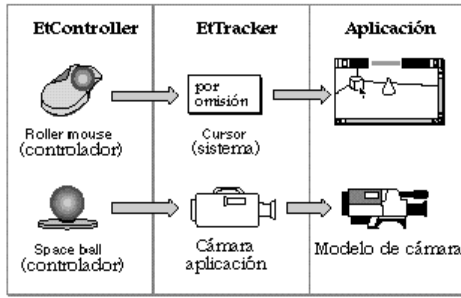 EtController
EtTracker
Aplicación
por
omisión
Roller mouse
(controlador)
Cursor
(sistema)
Space ball
(controlador)
Cámara
aplicación
Modelo de cámara